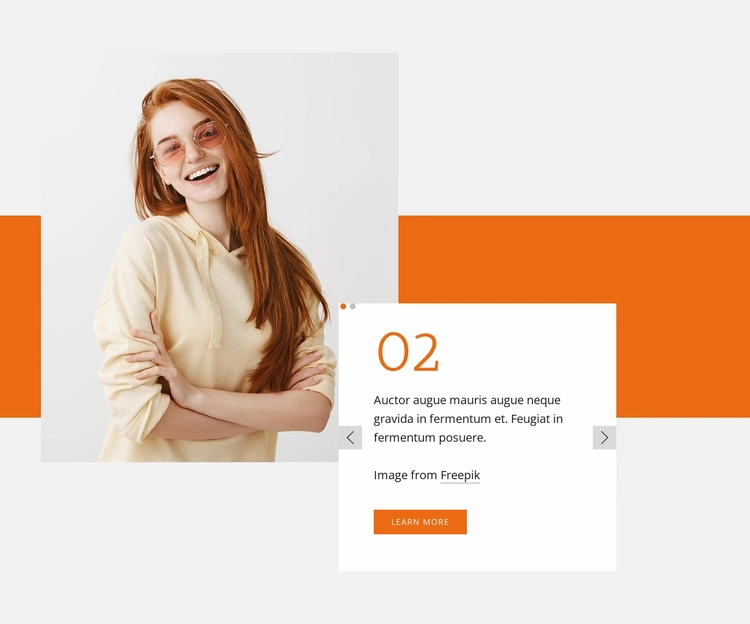 02
Auctor augue mauris augue neque
gravida in fermentum et. Feugiat in
fermentum posuere.
Image from Freepik
LEARN MORE